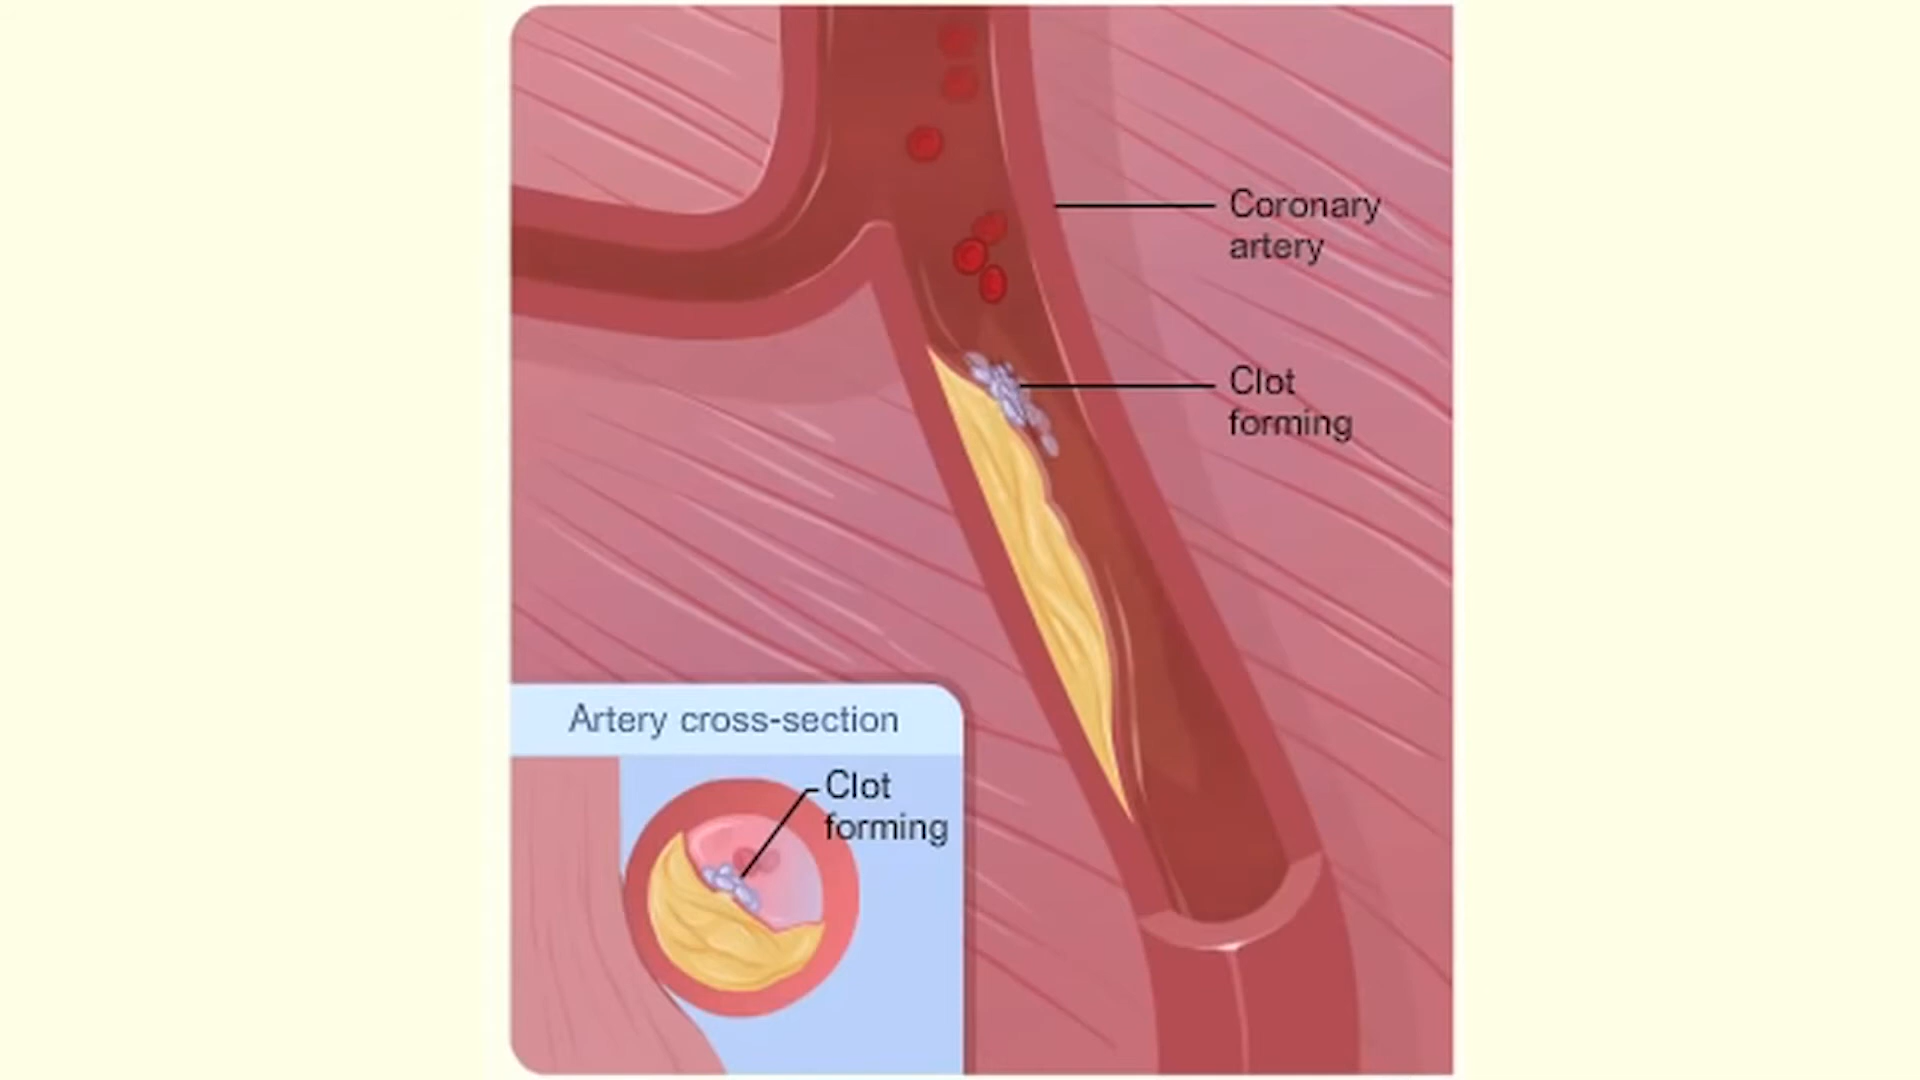 Coronary
artery
Clot
forming
Artery cross-section
Clot
forming